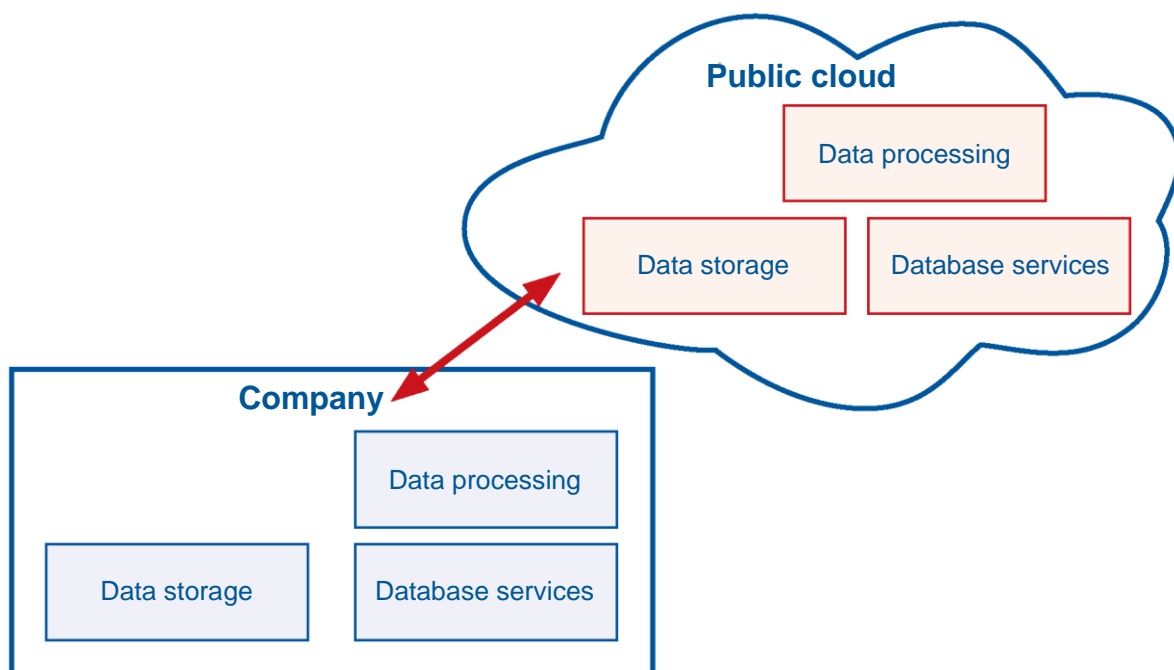 Public cloud
Data processing
Data storage
Database services
Company
Data processing
Data storage
Database services